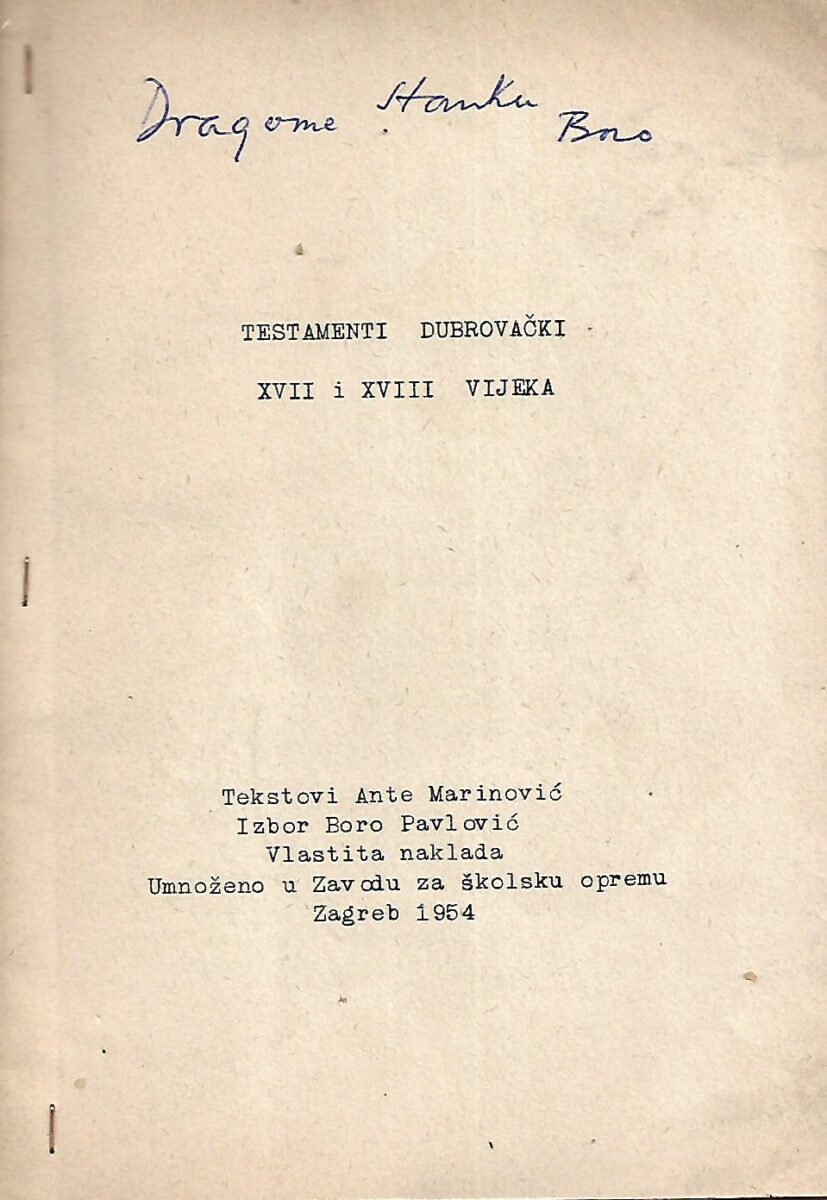 Dragome Stanku
Boro
TESTAMENTI DUBROVAČKI
XVII i XVIII VIJEKA
Tekstovi Ante Marinović
Izbor Boro Pavlović
Vlastita naklada
Umnoženo u Zavodu za školsku opremu
Zagreb 1954